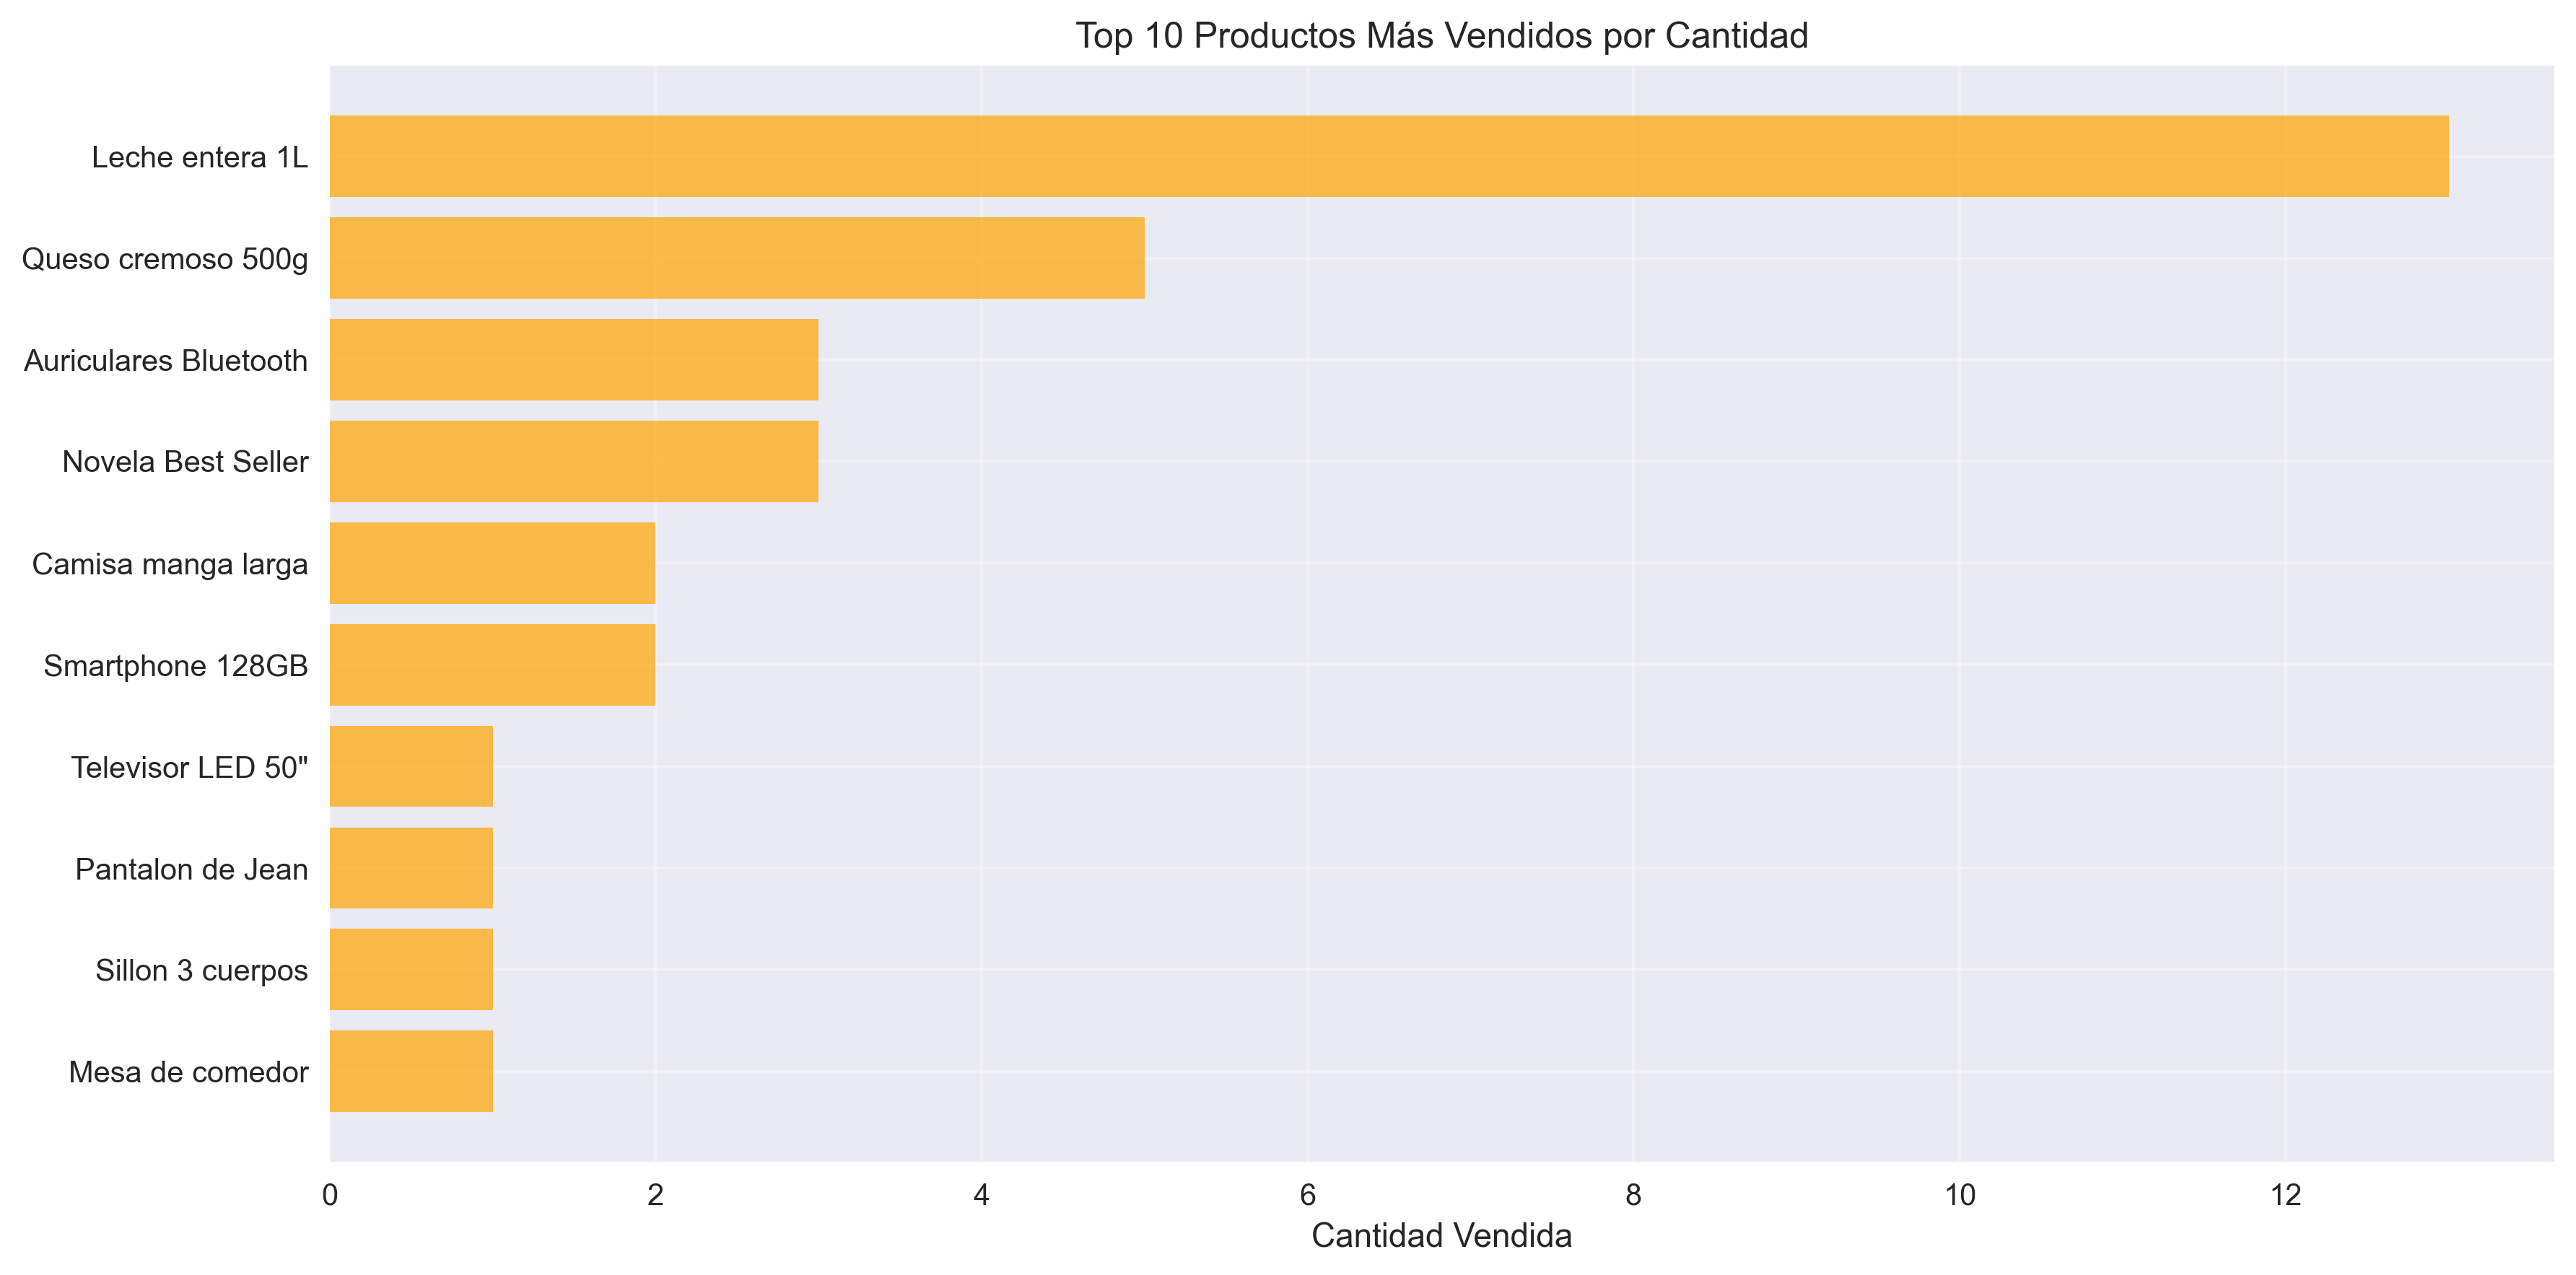 Top 10 Productos Más Vendidos por Cantidad
Leche entera 1L
Queso cremoso 500g
Auriculares Bluetooth
Novela Best Seller
Camisa manga larga
Smartphone 128GB
Televisor LED 50"
Pantalon de Jean
Sillon 3 cuerpos
Mesa de comedor
0 2 4 6 8 10 12
Cantidad Vendida